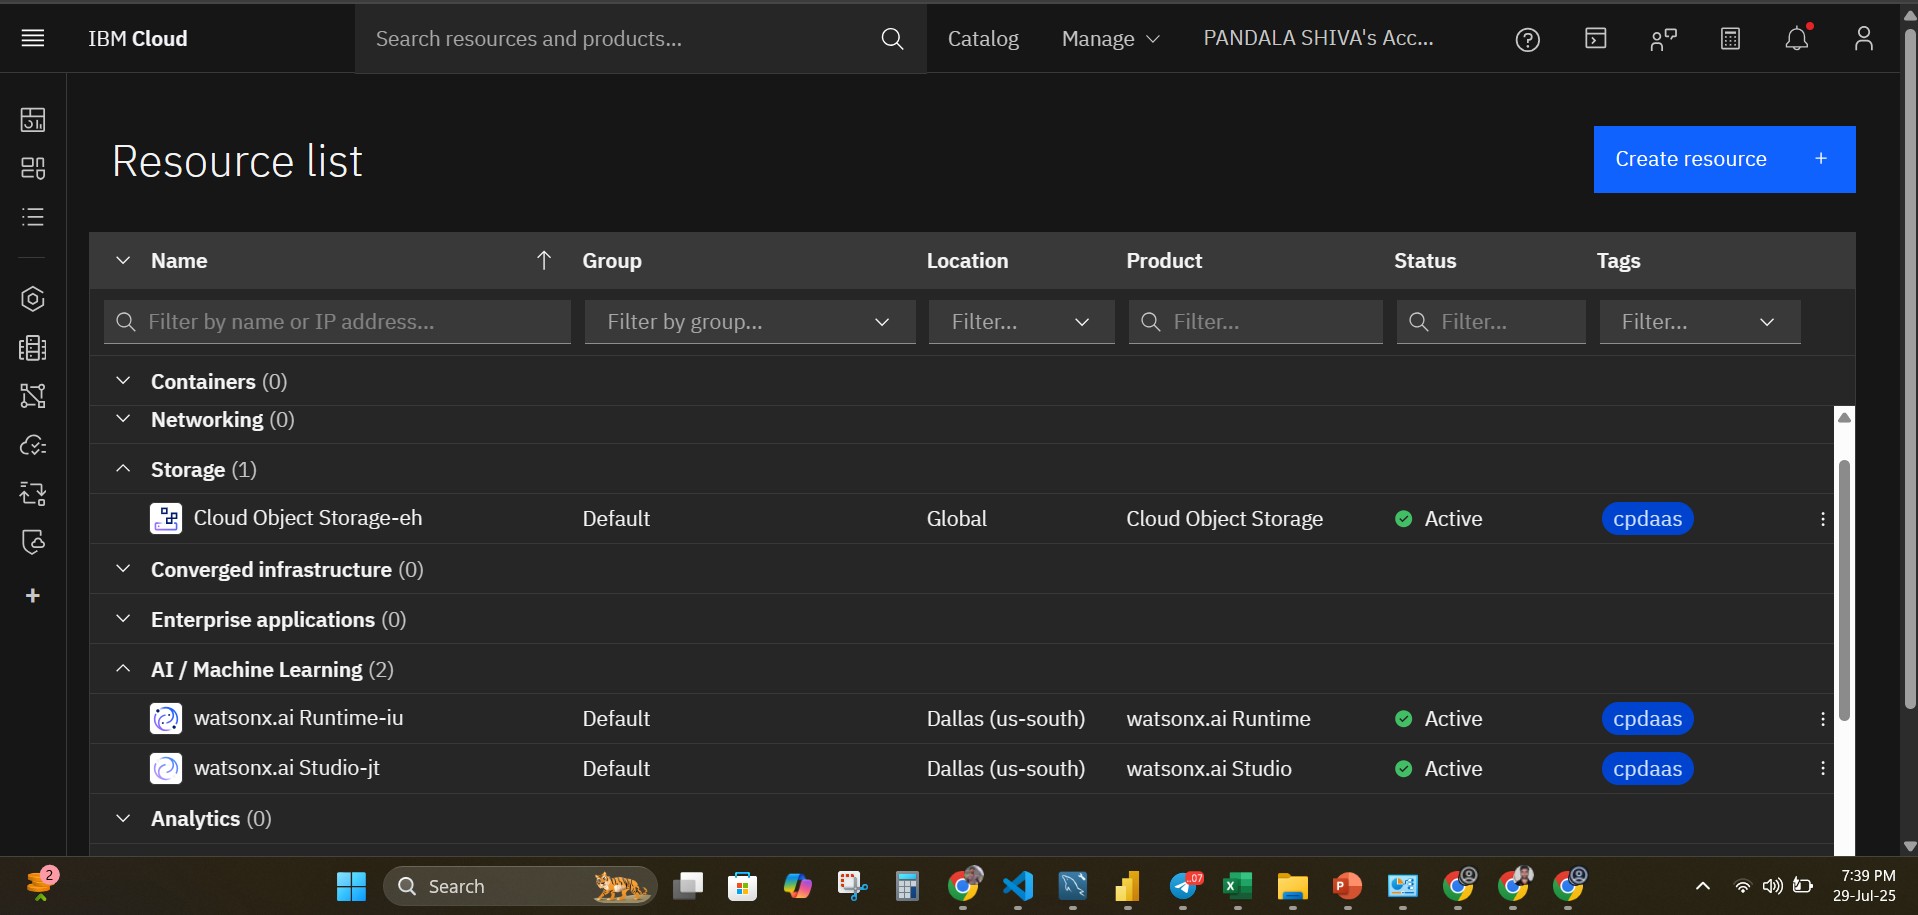 IBM Cloud Search resources and products... Catalog Manage PANDALA SHIVA's Acc...
Resource list
Create resource +
Name Group Location Product Status Tags
Filter by name or IP address... Filter by group... Filter... Filter... Filter... Filter...
Containers (0)
Networking (0)
Storage (1)
Cloud Object Storage-eh Default Global Cloud Object Storage Active cpdaas
Converged infrastructure (0)
Enterprise applications (0)
AI / Machine Learning (2)
watsonx.ai Runtime-iu Default Dallas (us-south) watsonx.ai Runtime Active cpdaas
watsonx.ai Studio-jt Default Dallas (us-south) watsonx.ai Studio Active cpdaas
Analytics (0)
2 Search .07 7:39 PM
29-Jul-25